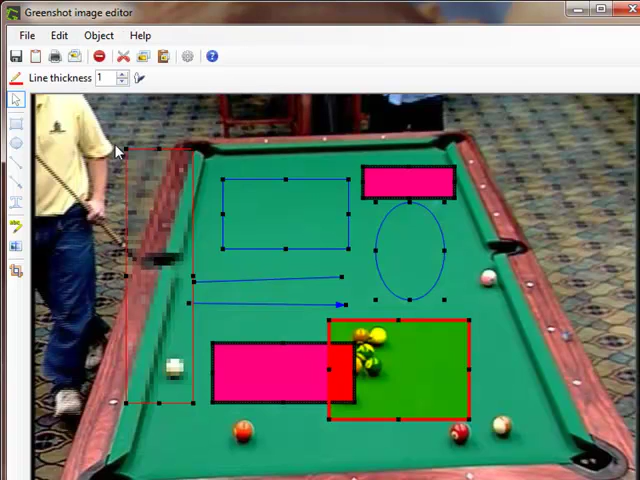 Greenshot image editor
File Edit Object Help
Line thickness 1